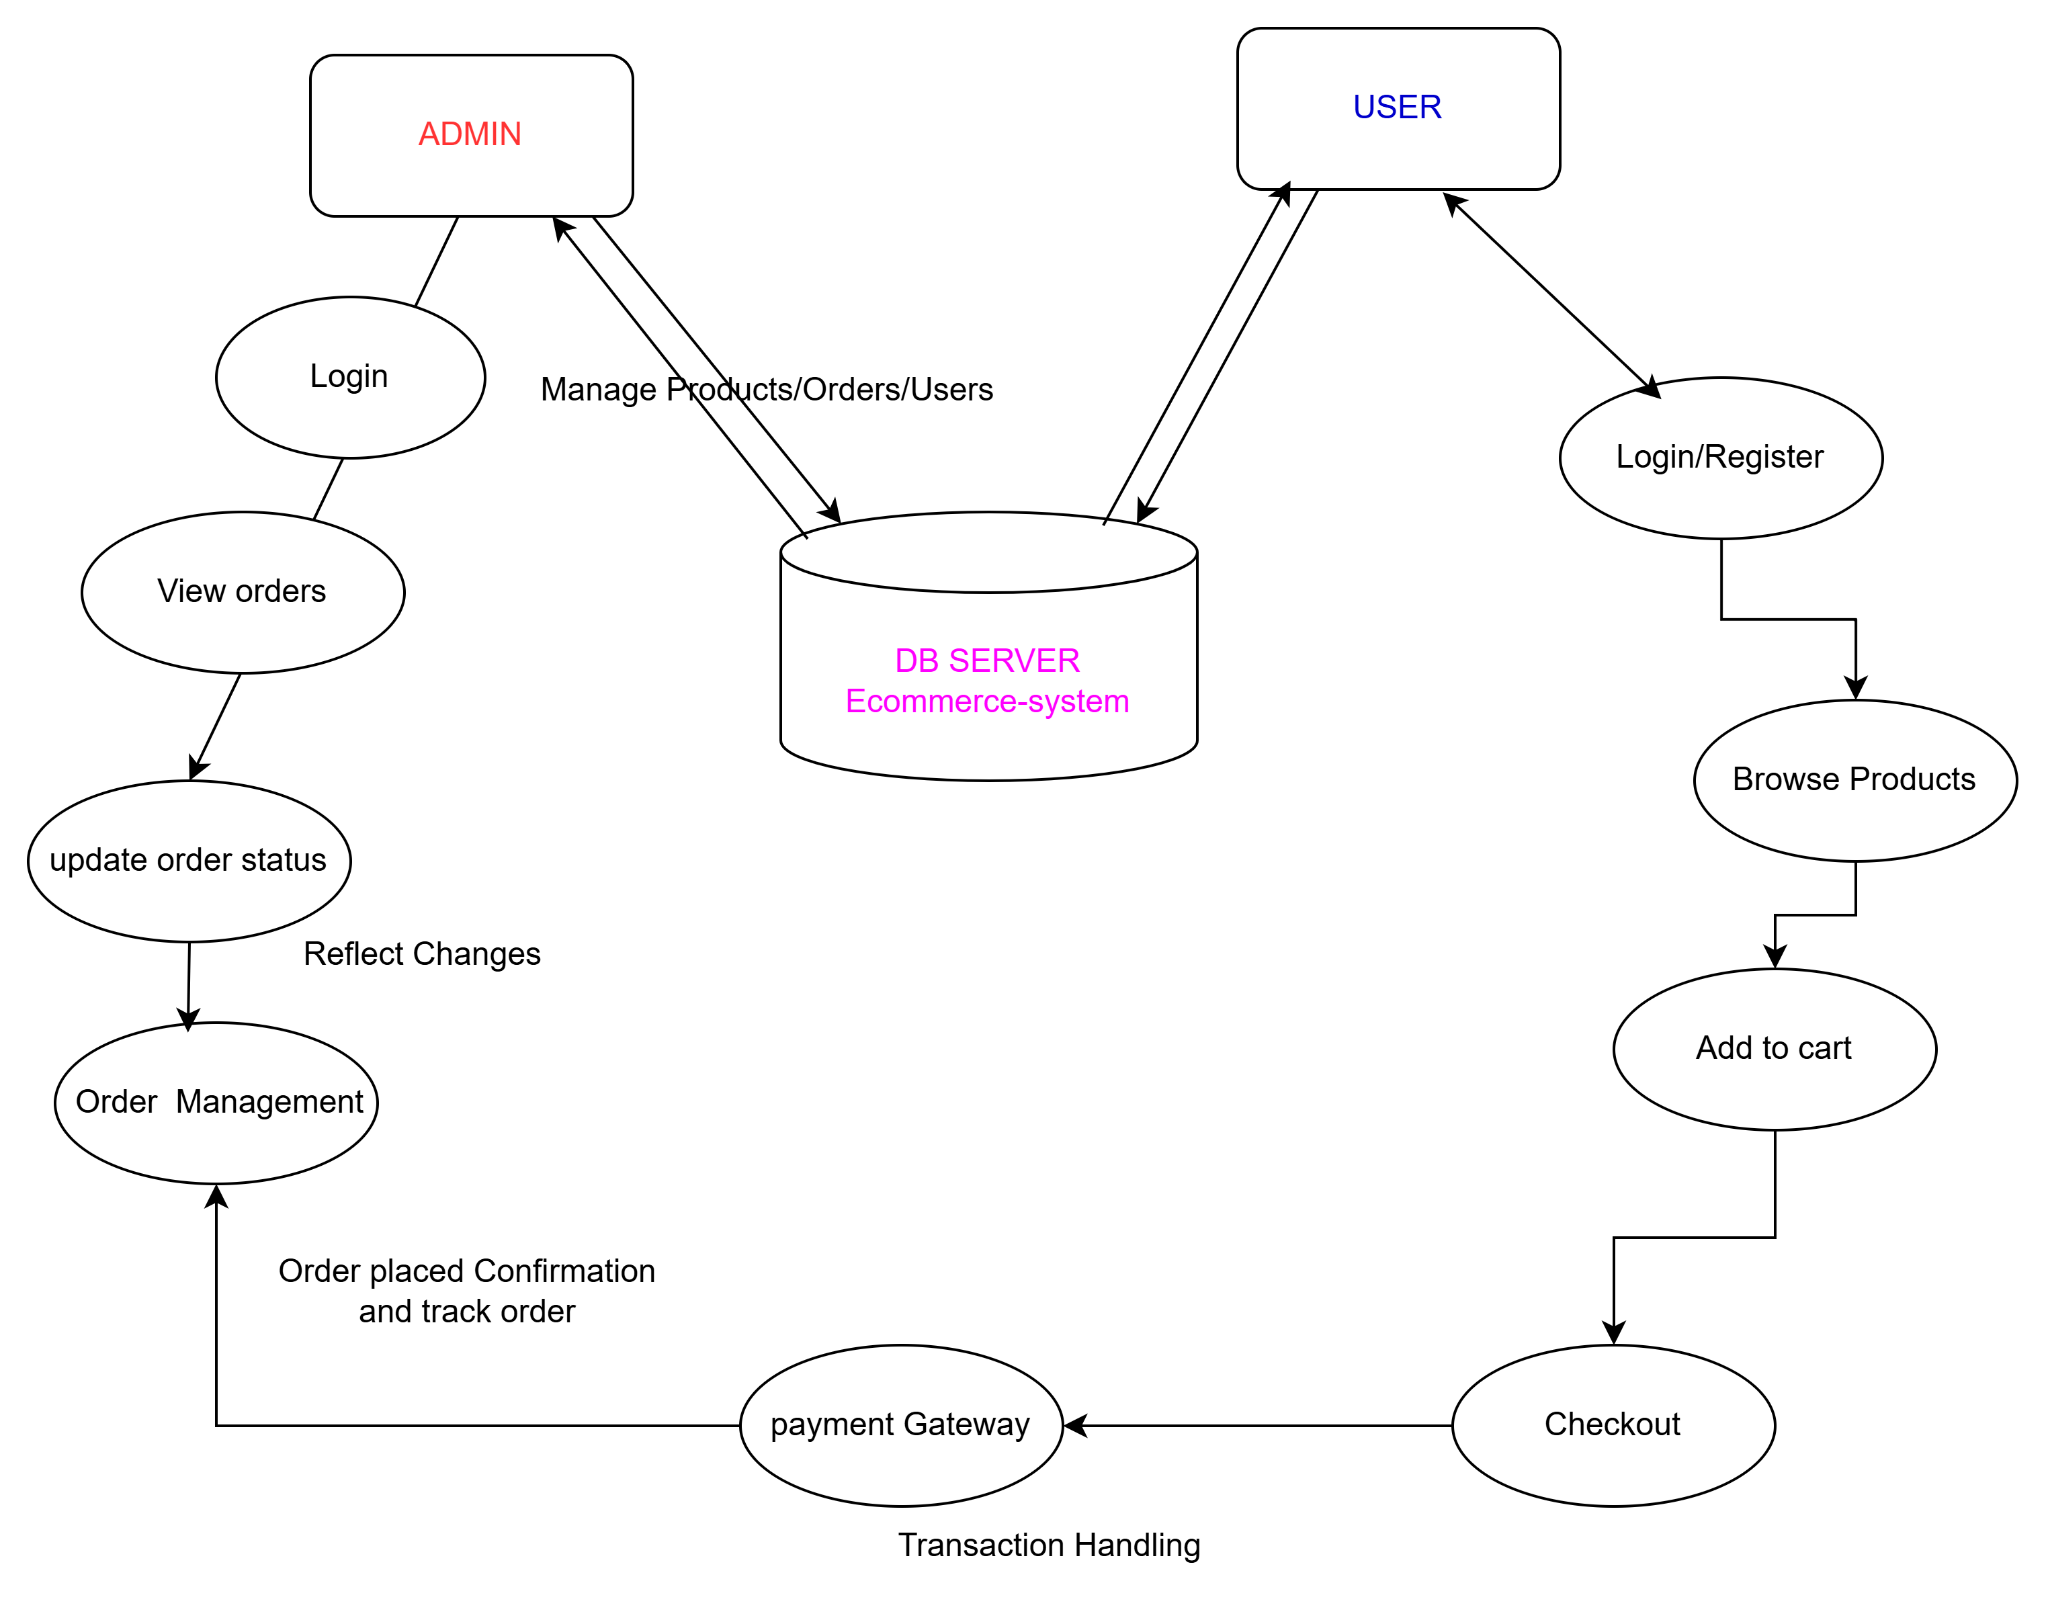 USER
ADMIN
Login
Manage Products/Orders/Users
Login/Register
View orders
DB SERVER
Ecommerce-system
Browse Products
update order status
Reflect Changes
Add to cart
Order  Management
Order placed Confirmation
and track order
payment Gateway
Checkout
Transaction Handling